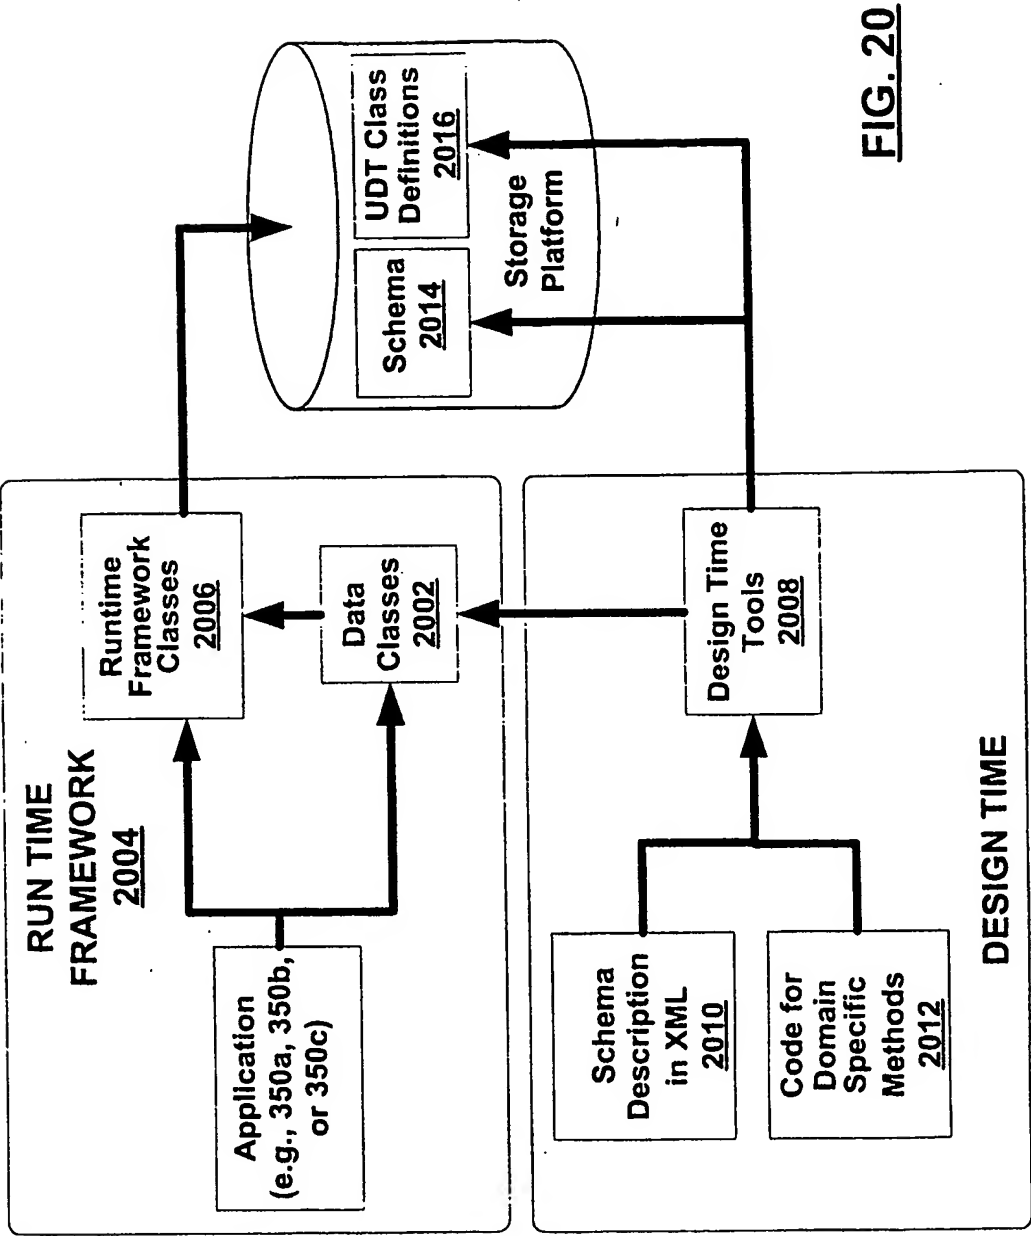 RUN TIME
FRAMEWORK
2004
Application
(e.g., 350a, 350b,
or 350c)
Runtime
Framework
Classes
2006
Data
Classes
2002
Schema
2014
UDT Class
Definitions
2016
Storage
Platform
Schema
Description
in XML
2010
Code for
Domain
Specific
Methods
2012
Design Time
Tools
2008
DESIGN TIME
FIG. 20